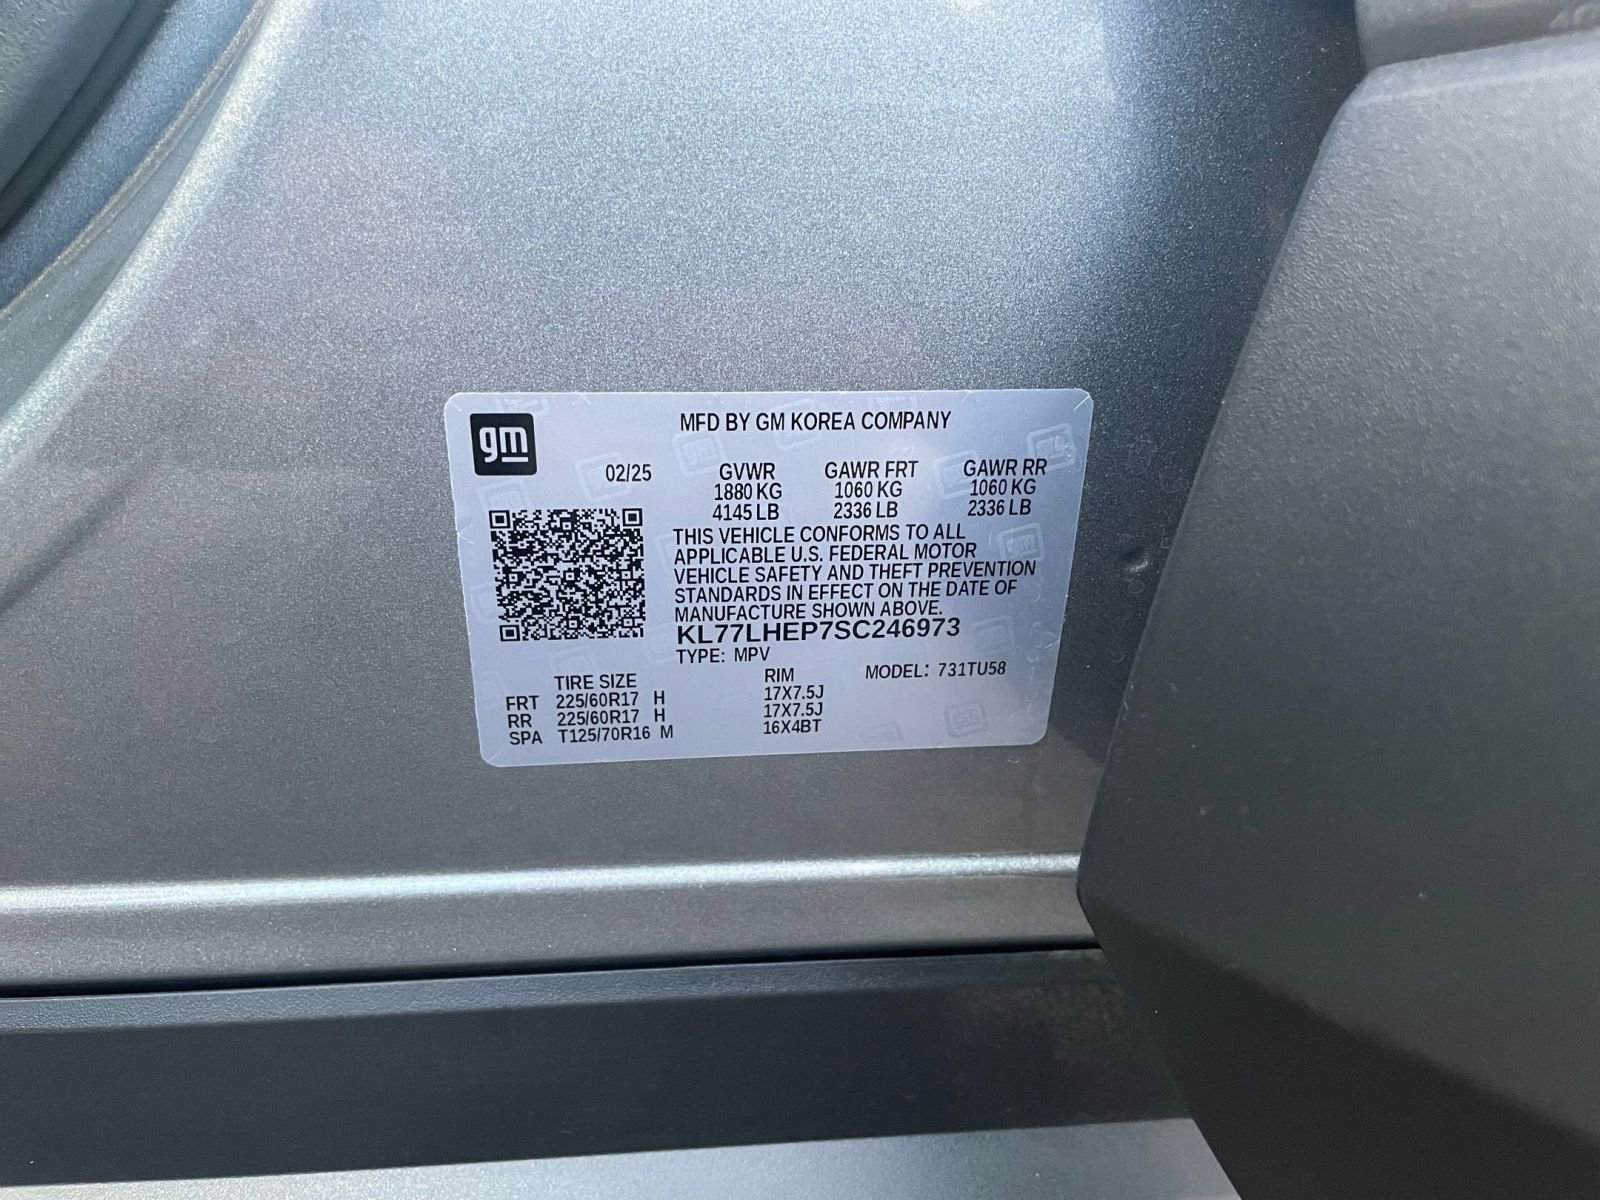 gm
MFD BY GM KOREA COMPANY
02/25 GVWR GAWR FRT GAWR RR
1880 KG 1060 KG 1060 KG
4145 LB 2336 LB 2336 LB
THIS VEHICLE CONFORMS TO ALL
APPLICABLE U.S. FEDERAL MOTOR
VEHICLE SAFETY AND THEFT PREVENTION
STANDARDS IN EFFECT ON THE DATE OF
MANUFACTURE SHOWN ABOVE.
KL77LHEP7SC246973
TYPE: MPV
TIRE SIZE RIM MODEL: 731TU58
FRT 225/60R17 H 17X7.5J
RR 225/60R17 H 17X7.5J
SPA T125/70R16 M 16X4BT